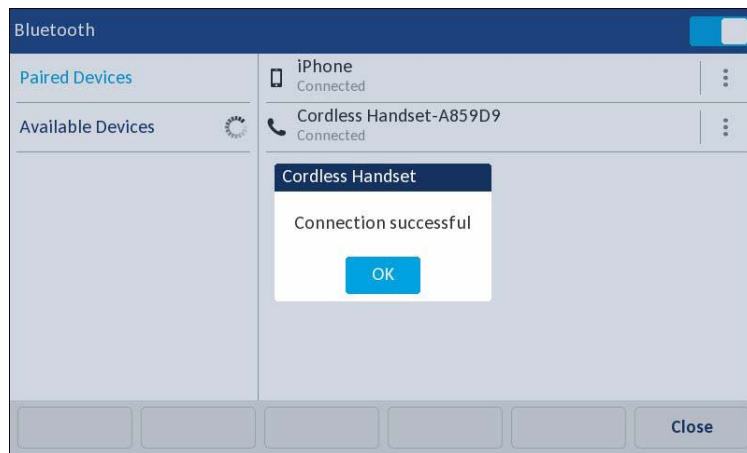 Bluetooth
Paired Devices
Available Devices
iPhone
Connected
Cordless Handset-A859D9
Connected
Cordless Handset
Connection successful
OK
Close